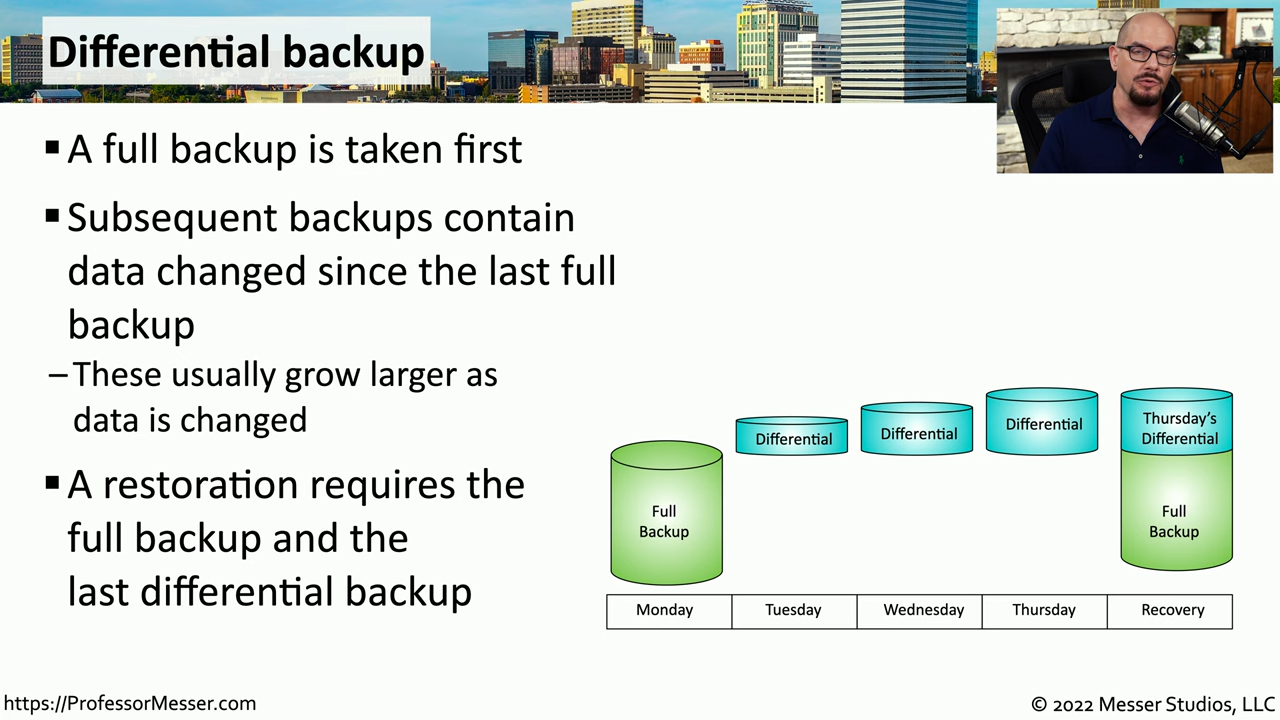 Differential backup
▪ A full backup is taken first
▪ Subsequent backups contain
data changed since the last full
backup
– These usually grow larger as
data is changed
▪ A restoration requires the
full backup and the
last differential backup
Full
Backup
Differential
Differential
Differential
Thursday's
Differential
Full
Backup
Monday
Tuesday
Wednesday
Thursday
Recovery
https://ProfessorMesser.com
© 2022 Messer Studios, LLC